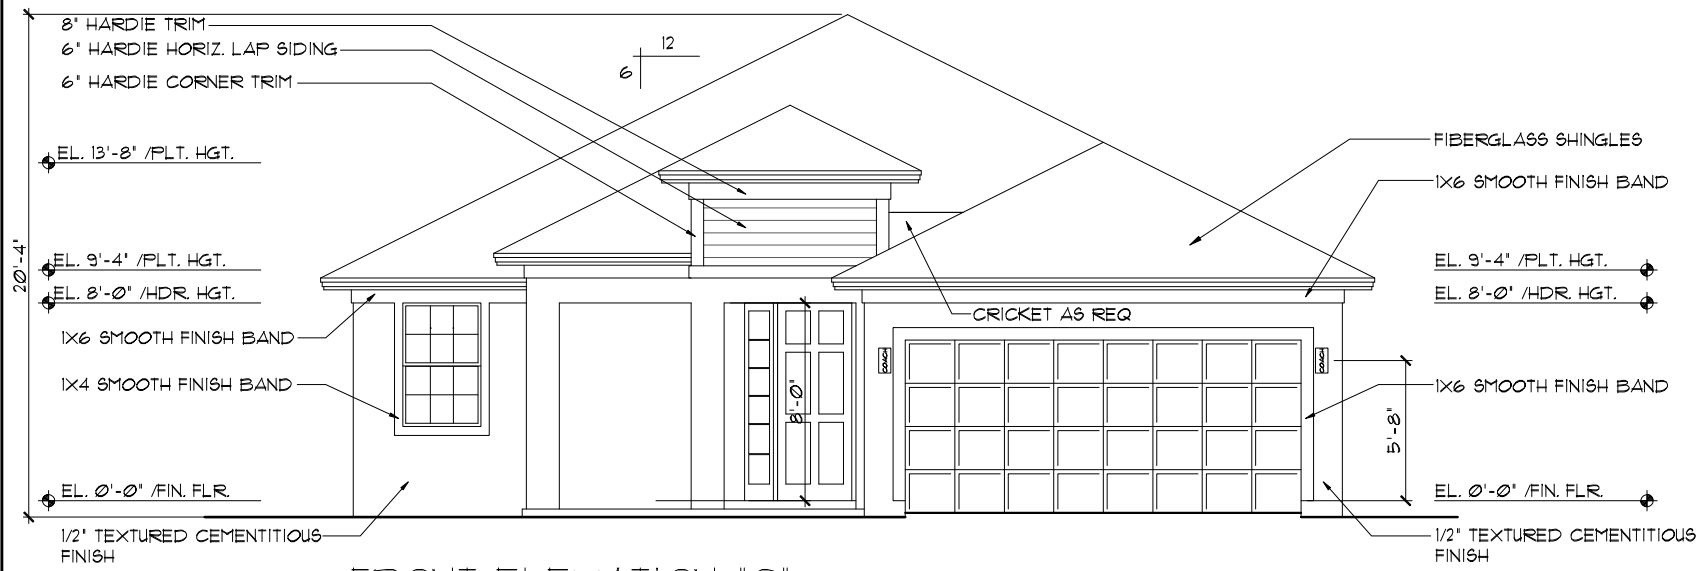 8" HARDIE TRIM
6" HARDIE HORIZ. LAP SIDING
6" HARDIE CORNER TRIM
12
6
EL. 13'-8" /PLT. HGT.
EL. 9'-4" /PLT. HGT.
EL. 8'-0" /HDR. HGT.
20'-4"
1X6 SMOOTH FINISH BAND
1X4 SMOOTH FINISH BAND
EL. 0'-0" /FIN. FLR.
1/2" TEXTURED CEMENTITIOUS
FINISH
8'-0"
CRICKET AS REQ
COACH
COACH
FIBERGLASS SHINGLES
1X6 SMOOTH FINISH BAND
EL. 9'-4" /PLT. HGT.
EL. 8'-0" /HDR. HGT.
1X6 SMOOTH FINISH BAND
5'-8"
EL. 0'-0" /FIN. FLR.
1/2" TEXTURED CEMENTITIOUS
FINISH